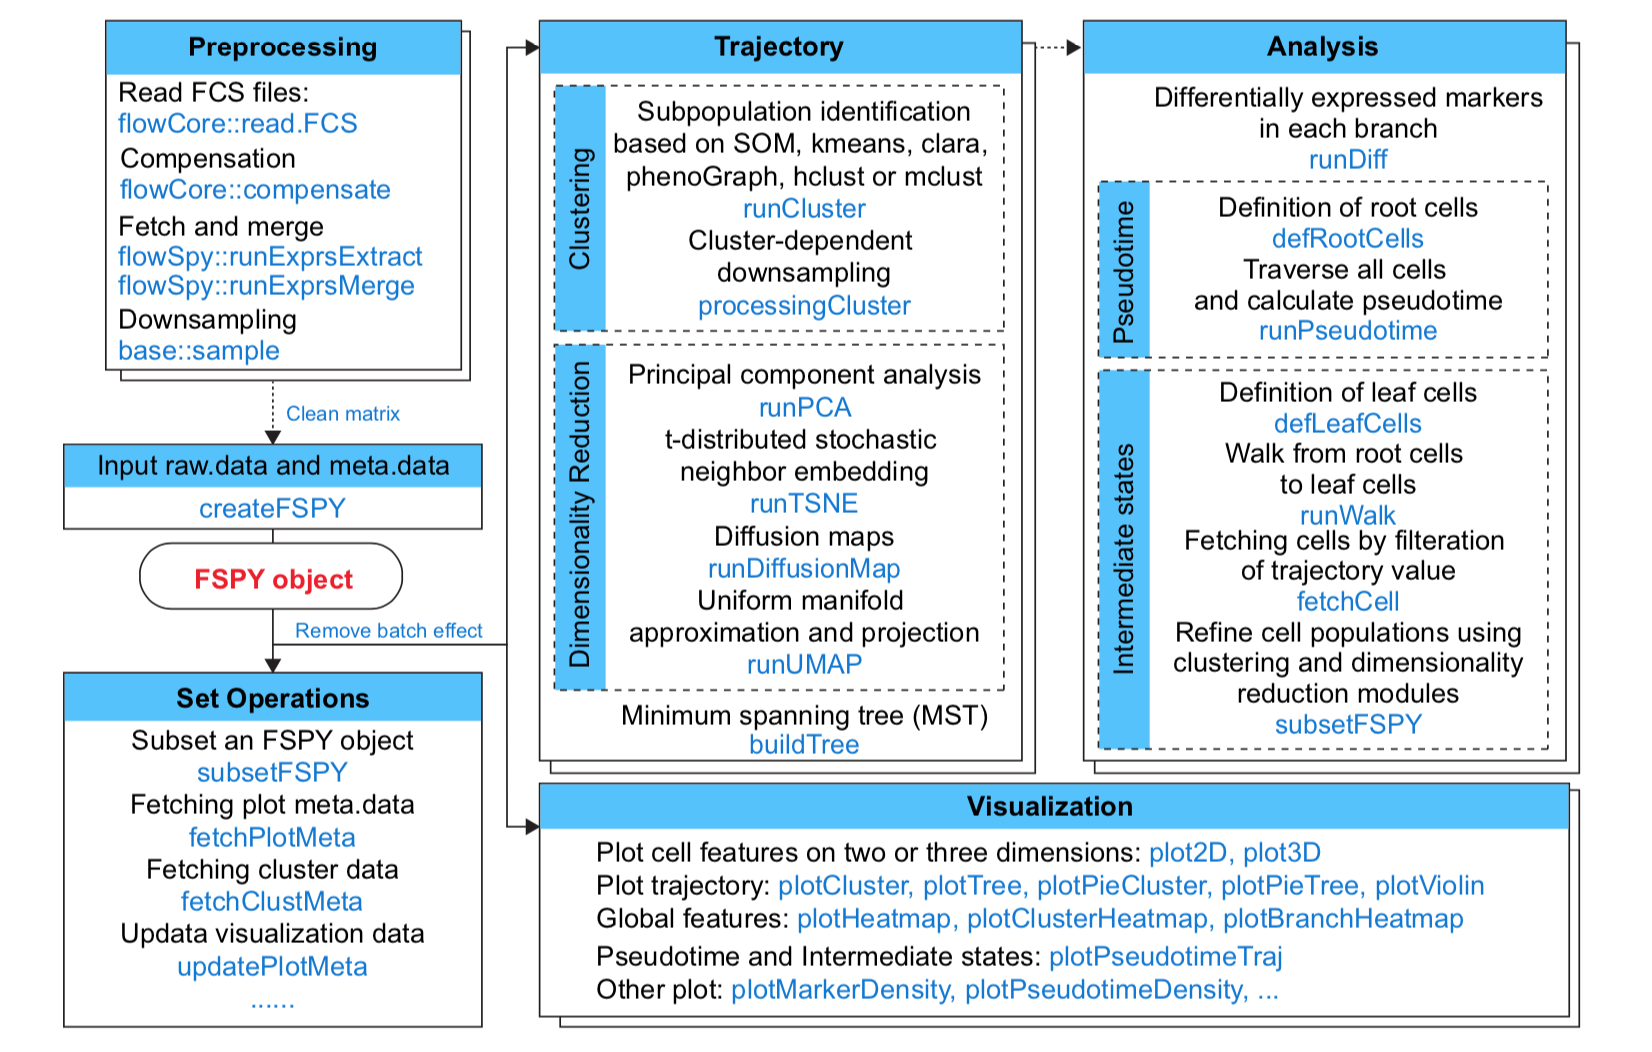 Preprocessing
Read FCS files:
flowCore::read.FCS
Compensation
flowCore::compensate
Fetch and merge
flowSpy::runExprsExtract
flowSpy::runExprsMerge
Downsampling
base::sample
Clean matrix
Input raw.data and meta.data
createFSPY
FSPY object
Remove batch effect
Set Operations
Subset an FSPY object
subsetFSPY
Fetching plot meta.data
fetchPlotMeta
Fetching cluster data
fetchClustMeta
Updata visualization data
updatePlotMeta
......
Trajectory
Clustering
Subpopulation identification
based on SOM, kmeans, clara,
phenoGraph, hclust or mclust
runCluster
Cluster-dependent
downsampling
processingCluster
Dimensionality Reduction
Principal component analysis
runPCA
t-distributed stochastic
neighbor embedding
runTSNE
Diffusion maps
runDiffusionMap
Uniform manifold
approximation and projection
runUMAP
Minimum spanning tree (MST)
buildTree
Analysis
Differentially expressed markers
in each branch
runDiff
Pseudotime
Definition of root cells
defRootCells
Traverse all cells
and calculate pseudotime
runPseudotime
Intermediate states
Definition of leaf cells
defLeafCells
Walk from root cells
to leaf cells
runWalk
Fetching cells by filteration
of trajectory value
fetchCell
Refine cell populations using
clustering and dimensionality
reduction modules
subsetFSPY
Visualization
Plot cell features on two or three dimensions: plot2D, plot3D
Plot trajectory: plotCluster, plotTree, plotPieCluster, plotPieTree, plotViolin
Global features: plotHeatmap, plotClusterHeatmap, plotBranchHeatmap
Pseudotime and Intermediate states: plotPseudotimeTraj
Other plot: plotMarkerDensity, plotPseudotimeDensity, ...